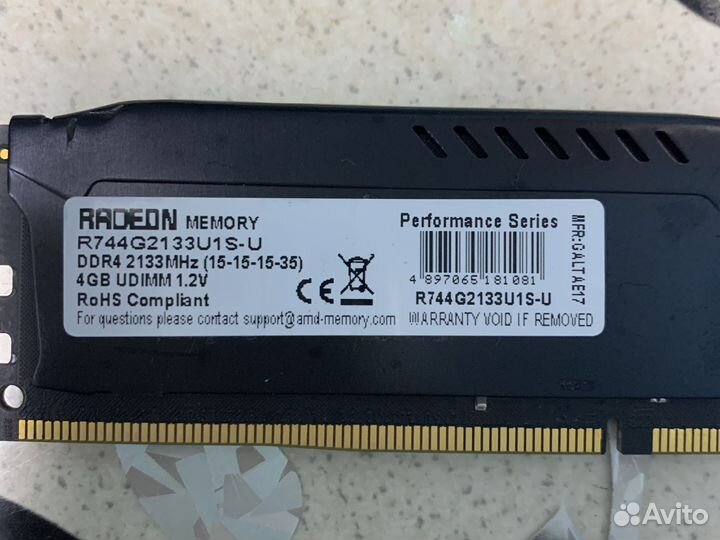 RADEON MEMORY
R744G2133U1S-U
DDR4 2133MHz (15-15-15-35)
4GB UDIMM 1.2V
RoHS Compliant
CE
For questions please contact support@amd-memory.com
Performance Series
4 897065 181081
R744G2133U1S-U
WARRANTY VOID IF REMOVED
MFR:GALTAE17
Avito